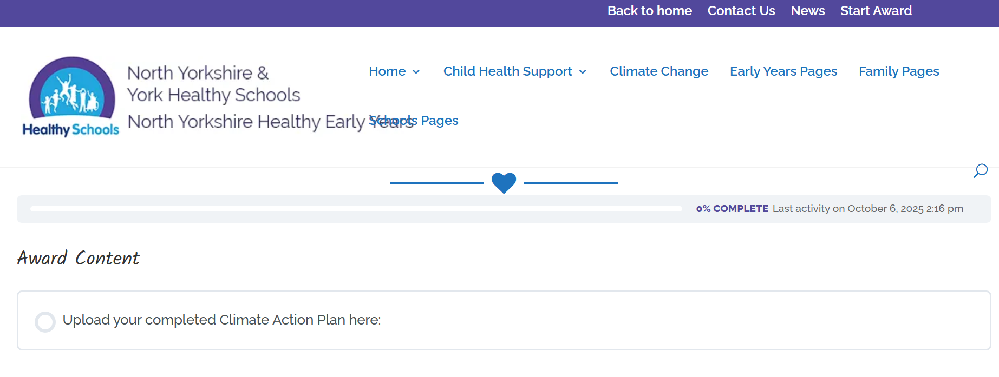 Back to home Contact Us News Start Award
North Yorkshire &
York Healthy Schools
North Yorkshire Healthy Early Years
Healthy Schools
Home Child Health Support Climate Change Early Years Pages Family Pages
Schools Pages
0% COMPLETE Last activity on October 6, 2025 2:16 pm
Award Content
Upload your completed Climate Action Plan here: